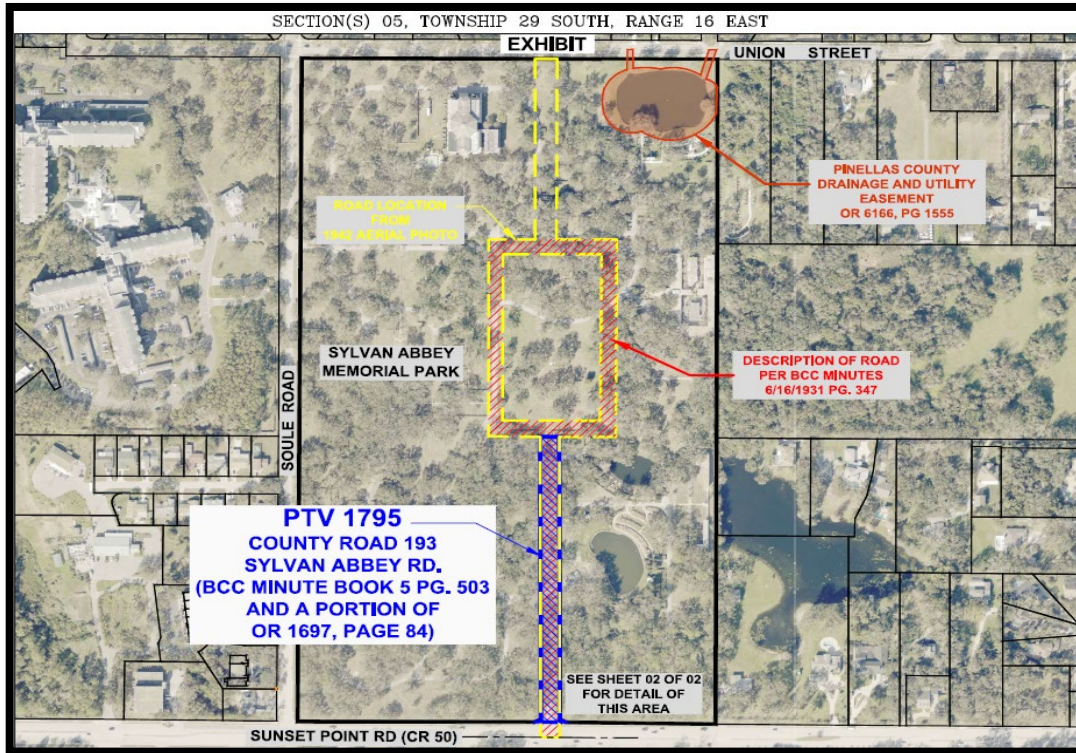 SECTION(S) 05, TOWNSHIP 29 SOUTH, RANGE 16 EAST
EXHIBIT
UNION STREET
PINELLAS COUNTY
DRAINAGE AND UTILITY
EASEMENT
OR 6166, PG 1555
ROAD LOCATION
FROM
1942 AERIAL PHOTO
SYLVAN ABBEY
MEMORIAL PARK
DESCRIPTION OF ROAD
PER BCC MINUTES
6/16/1931 PG. 347
SOULE ROAD
PTV 1795
COUNTY ROAD 193
SYLVAN ABBEY RD.
(BCC MINUTE BOOK 5 PG. 503
AND A PORTION OF
OR 1697, PAGE 84)
SEE SHEET 02 OF 02
FOR DETAIL OF
THIS AREA
SUNSET POINT RD (CR 50)